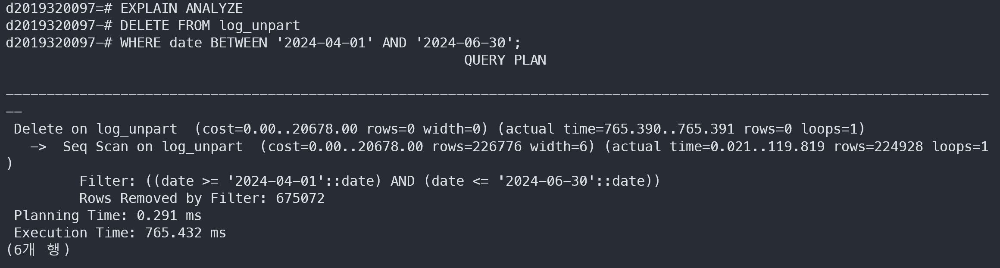 d2019320097=# EXPLAIN ANALYZE
d2019320097-# DELETE FROM log_unpart
d2019320097-# WHERE date BETWEEN '2024-04-01' AND '2024-06-30';
QUERY PLAN
------------------------------------------------------------------------------------------------------------------------
--
Delete on log_unpart  (cost=0.00..20678.00 rows=0 width=0) (actual time=765.390..765.391 rows=0 loops=1)
->  Seq Scan on log_unpart  (cost=0.00..20678.00 rows=226776 width=6) (actual time=0.021..119.819 rows=224928 loops=1
)
Filter: ((date >= '2024-04-01'::date) AND (date <= '2024-06-30'::date))
Rows Removed by Filter: 675072
Planning Time: 0.291 ms
Execution Time: 765.432 ms
(6개 행)